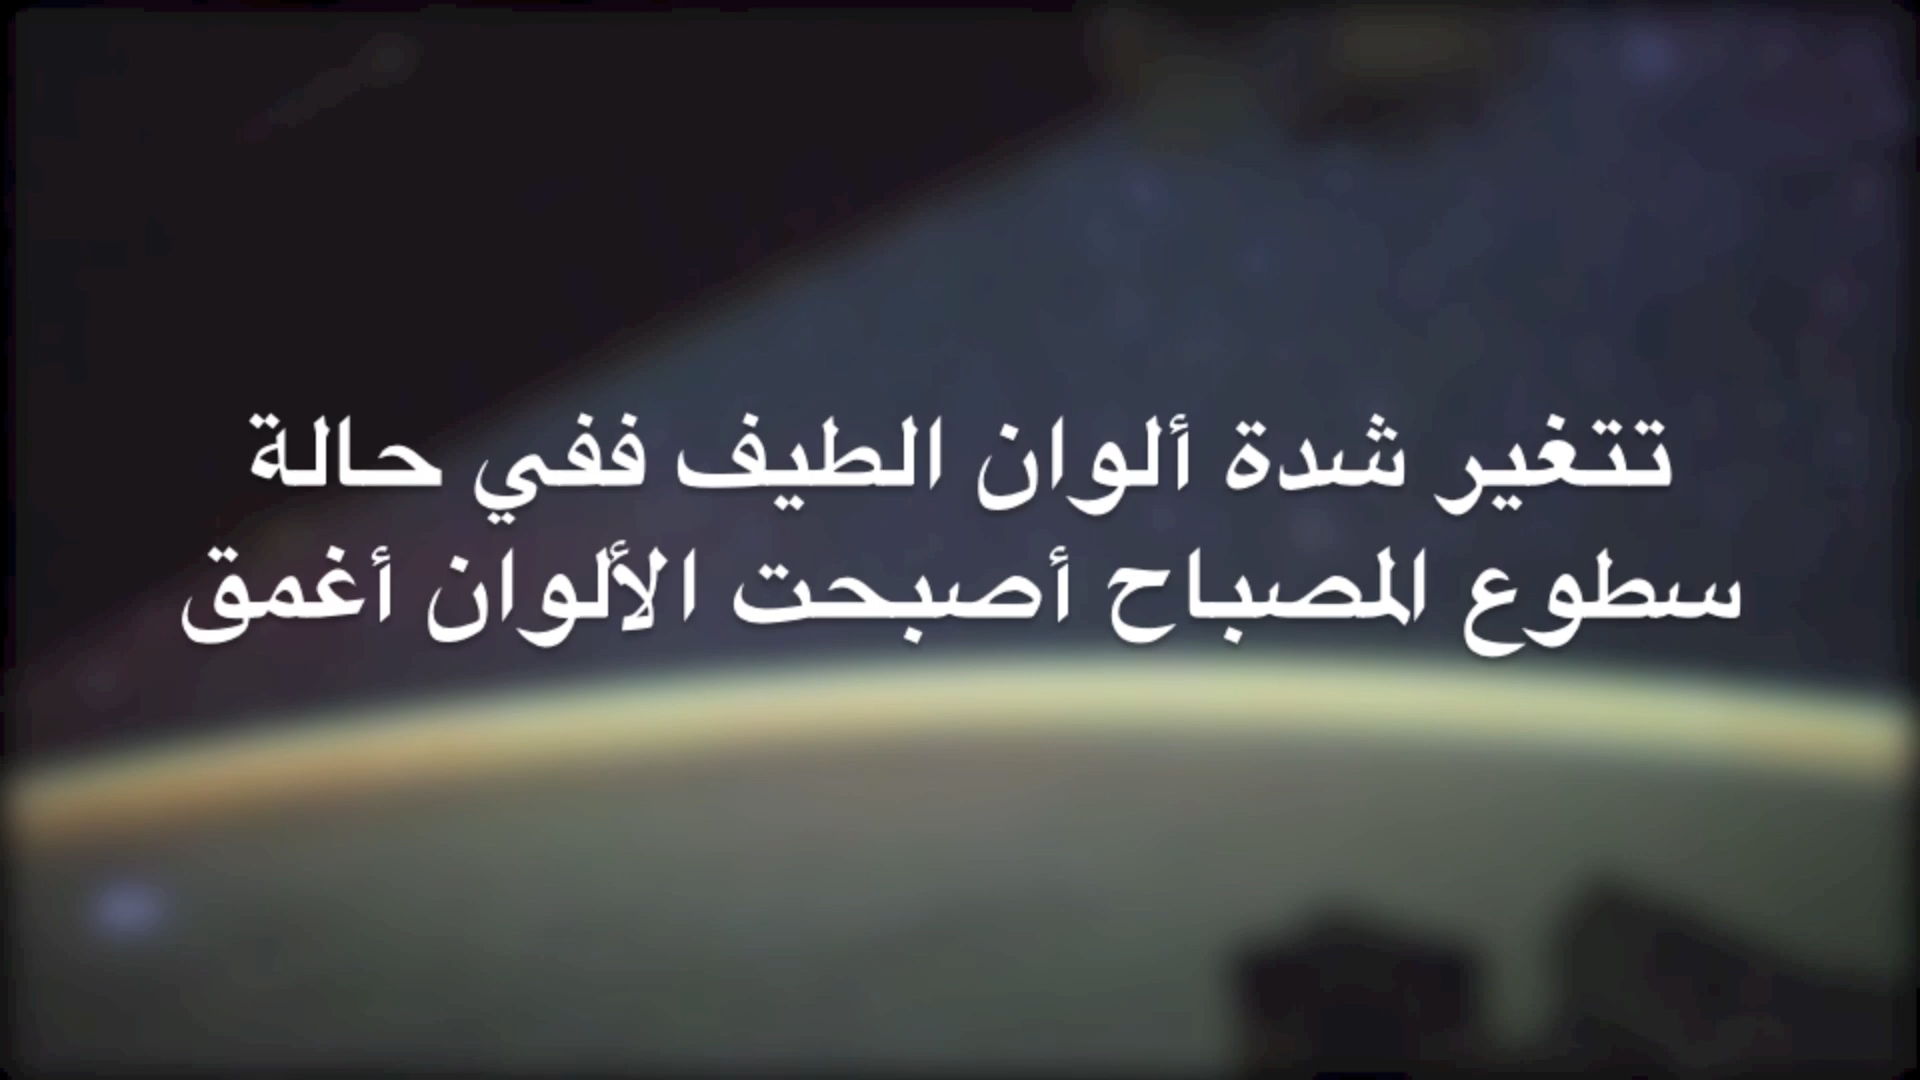 تتغير شدة ألوان الطيف ففي حالة
سطوع المصباح أصبحت الألوان أغمق